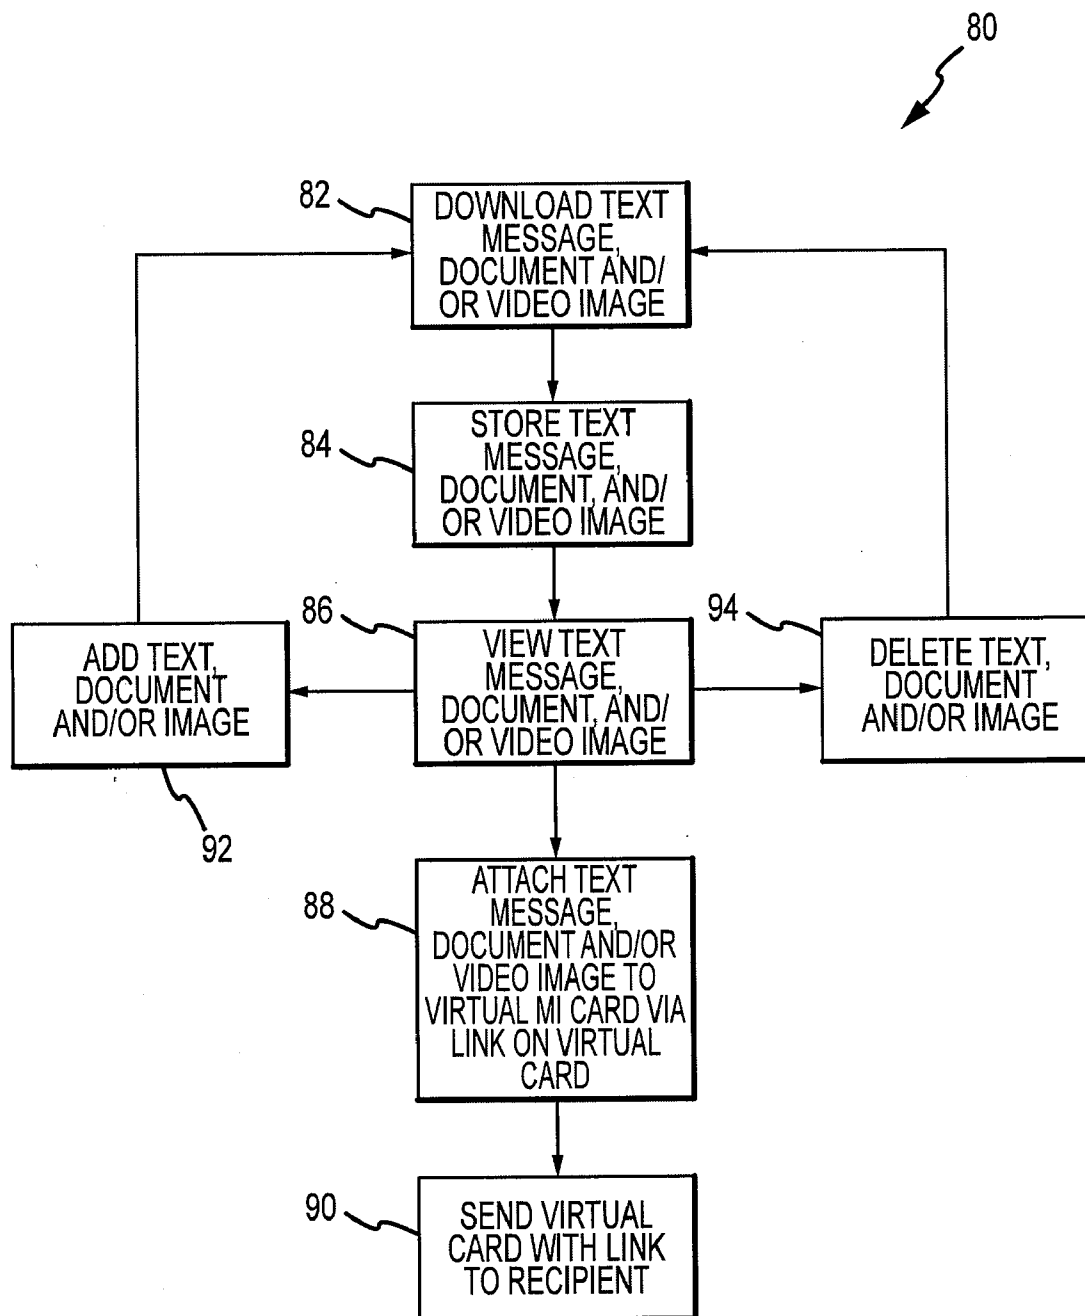 80
82
DOWNLOAD TEXT
MESSAGE,
DOCUMENT AND/
OR VIDEO IMAGE
84
STORE TEXT
MESSAGE,
DOCUMENT, AND/
OR VIDEO IMAGE
86
VIEW TEXT
MESSAGE,
DOCUMENT, AND/
OR VIDEO IMAGE
94
DELETE TEXT,
DOCUMENT
AND/OR IMAGE
ADD TEXT,
DOCUMENT
AND/OR IMAGE
92
88
ATTACH TEXT
MESSAGE,
DOCUMENT AND/OR
VIDEO IMAGE TO
VIRTUAL MI CARD VIA
LINK ON VIRTUAL
CARD
90
SEND VIRTUAL
CARD WITH LINK
TO RECIPIENT